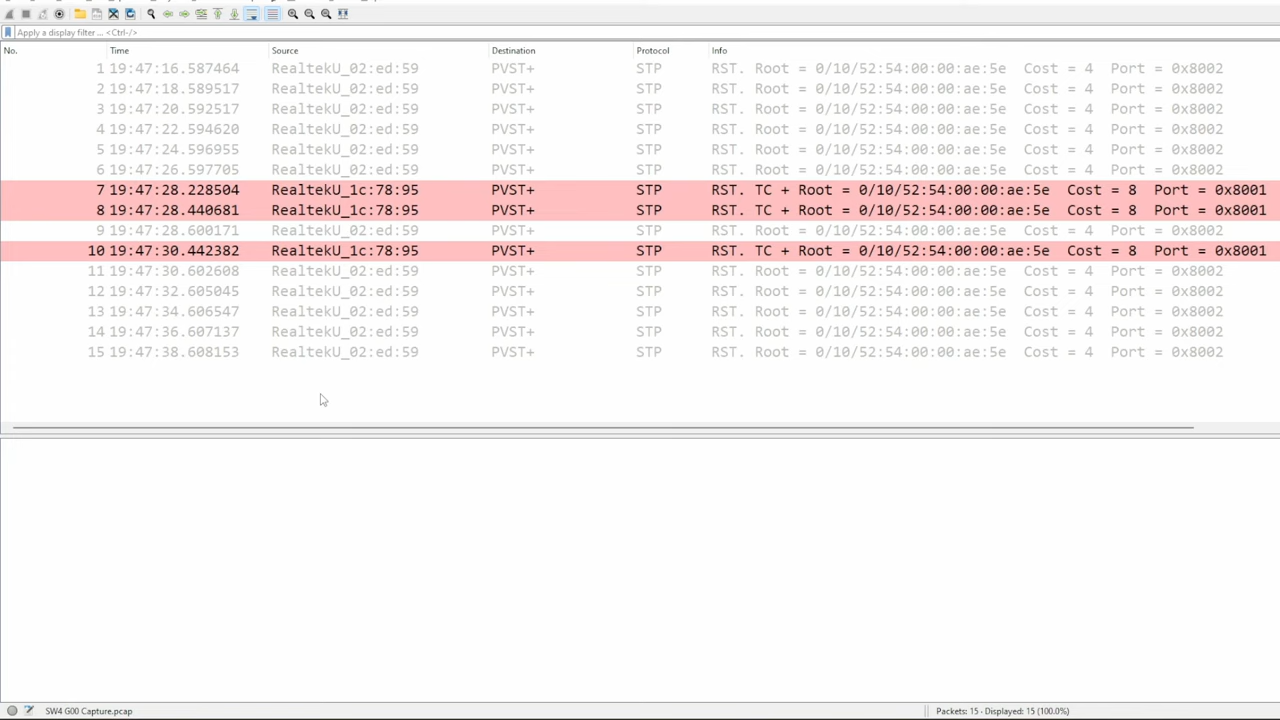 Apply a display filter ... <Ctrl-/>
No. Time Source Destination Protocol Info
1 19:47:16.587464 RealtekU_02:ed:59 PVST+ STP RST. Root = 0/10/52:54:00:00:ae:5e Cost = 4 Port = 0x8002
2 19:47:18.589517 RealtekU_02:ed:59 PVST+ STP RST. Root = 0/10/52:54:00:00:ae:5e Cost = 4 Port = 0x8002
3 19:47:20.592517 RealtekU_02:ed:59 PVST+ STP RST. Root = 0/10/52:54:00:00:ae:5e Cost = 4 Port = 0x8002
4 19:47:22.594620 RealtekU_02:ed:59 PVST+ STP RST. Root = 0/10/52:54:00:00:ae:5e Cost = 4 Port = 0x8002
5 19:47:24.596955 RealtekU_02:ed:59 PVST+ STP RST. Root = 0/10/52:54:00:00:ae:5e Cost = 4 Port = 0x8002
6 19:47:26.597705 RealtekU_02:ed:59 PVST+ STP RST. Root = 0/10/52:54:00:00:ae:5e Cost = 4 Port = 0x8002
7 19:47:28.228504 RealtekU_1c:78:95 PVST+ STP RST. TC + Root = 0/10/52:54:00:00:ae:5e Cost = 8 Port = 0x8001
8 19:47:28.440681 RealtekU_1c:78:95 PVST+ STP RST. TC + Root = 0/10/52:54:00:00:ae:5e Cost = 8 Port = 0x8001
9 19:47:28.600171 RealtekU_02:ed:59 PVST+ STP RST. Root = 0/10/52:54:00:00:ae:5e Cost = 4 Port = 0x8002
10 19:47:30.442382 RealtekU_1c:78:95 PVST+ STP RST. TC + Root = 0/10/52:54:00:00:ae:5e Cost = 8 Port = 0x8001
11 19:47:30.602608 RealtekU_02:ed:59 PVST+ STP RST. Root = 0/10/52:54:00:00:ae:5e Cost = 4 Port = 0x8002
12 19:47:32.605045 RealtekU_02:ed:59 PVST+ STP RST. Root = 0/10/52:54:00:00:ae:5e Cost = 4 Port = 0x8002
13 19:47:34.606547 RealtekU_02:ed:59 PVST+ STP RST. Root = 0/10/52:54:00:00:ae:5e Cost = 4 Port = 0x8002
14 19:47:36.607137 RealtekU_02:ed:59 PVST+ STP RST. Root = 0/10/52:54:00:00:ae:5e Cost = 4 Port = 0x8002
15 19:47:38.608153 RealtekU_02:ed:59 PVST+ STP RST. Root = 0/10/52:54:00:00:ae:5e Cost = 4 Port = 0x8002
SW4 G00 Capture.pcap Packets: 15 · Displayed: 15 (100.0%)